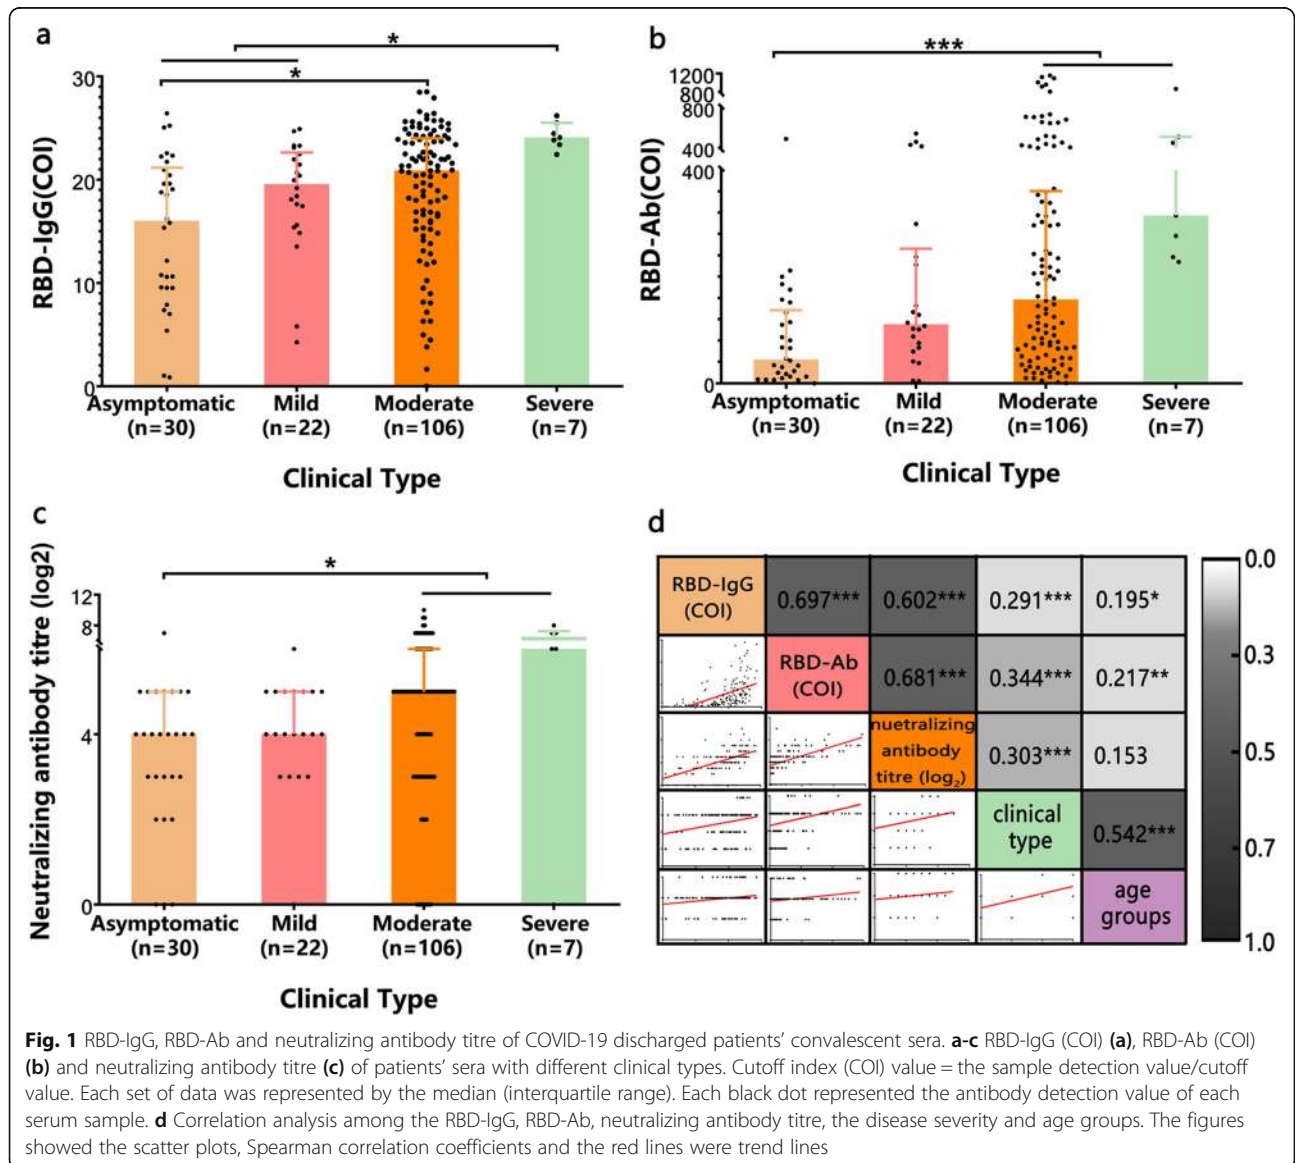 a
*
*
RBD-IgG(COI)
30
20
10
0
Asymptomatic Mild Moderate Severe
(n=30) (n=22) (n=106) (n=7)
Clinical Type
b
***
RBD-Ab(COI)
1200
800
800
400
400
0
Asymptomatic Mild Moderate Severe
(n=30) (n=22) (n=106) (n=7)
Clinical Type
c
*
Neutralizing antibody titre (log2)
12
8
4
0
Asymptomatic Mild Moderate Severe
(n=30) (n=22) (n=106) (n=7)
Clinical Type
d
RBD-IgG
(COI)
0.697*** 0.602*** 0.291*** 0.195*
RBD-Ab
(COI)
0.681*** 0.344*** 0.217**
nuetralizing
antibody
titre (log₂)
0.303*** 0.153
clinical
type
0.542***
age
groups
0.0
0.3
0.5
0.7
1.0
Fig. 1 RBD-IgG, RBD-Ab and neutralizing antibody titre of COVID-19 discharged patients’ convalescent sera. a-c RBD-IgG (COI) (a), RBD-Ab (COI)
(b) and neutralizing antibody titre (c) of patients’ sera with different clinical types. Cutoff index (COI) value = the sample detection value/cutoff
value. Each set of data was represented by the median (interquartile range). Each black dot represented the antibody detection value of each
serum sample. d Correlation analysis among the RBD-IgG, RBD-Ab, neutralizing antibody titre, the disease severity and age groups. The figures
showed the scatter plots, Spearman correlation coefficients and the red lines were trend lines